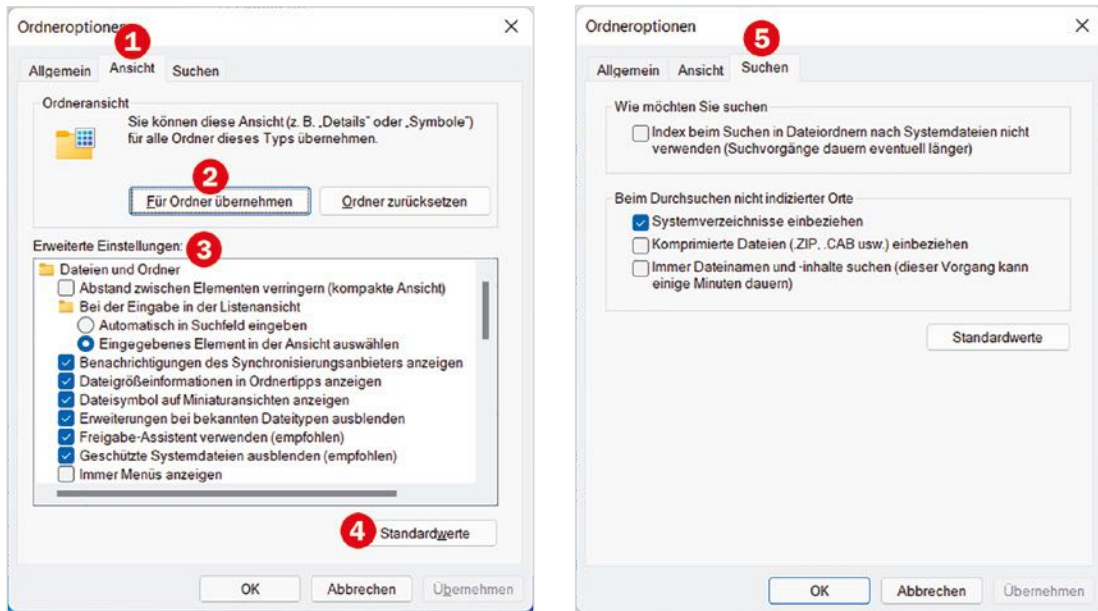 Ordneroptionen
1
Allgemein Ansicht Suchen
Ordneransicht
Sie können diese Ansicht (z. B. „Details" oder „Symbole")
für alle Ordner dieses Typs übernehmen.
2
Für Ordner übernehmen Ordner zurücksetzen
Erweiterte Einstellungen: 3
Dateien und Ordner
Abstand zwischen Elementen verringern (kompakte Ansicht)
Bei der Eingabe in der Listenansicht
Automatisch in Suchfeld eingeben
Eingegebenes Element in der Ansicht auswählen
Benachrichtigungen des Synchronisierungsanbieters anzeigen
Dateigrößeinformationen in Ordnertipps anzeigen
Dateisymbol auf Miniaturansichten anzeigen
Erweiterungen bei bekannten Dateitypen ausblenden
Freigabe-Assistent verwenden (empfohlen)
Geschützte Systemdateien ausblenden (empfohlen)
Immer Menüs anzeigen
4 Standardwerte
OK Abbrechen Übernehmen
Ordneroptionen
5
Allgemein Ansicht Suchen
Wie möchten Sie suchen
Index beim Suchen in Dateiordnern nach Systemdateien nicht
verwenden (Suchvorgänge dauern eventuell länger)
Beim Durchsuchen nicht indizierter Orte
Systemverzeichnisse einbeziehen
Komprimierte Dateien (.ZIP, .CAB usw.) einbeziehen
Immer Dateinamen und -inhalte suchen (dieser Vorgang kann
einige Minuten dauern)
Standardwerte
OK Abbrechen Übernehmen